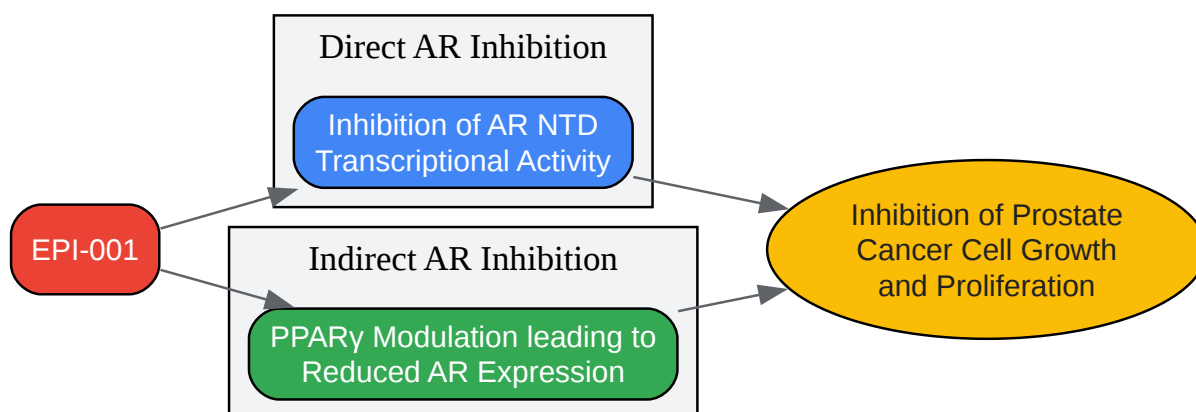 Direct AR Inhibition
Inhibition of AR NTD
Transcriptional Activity
EPI-001
Indirect AR Inhibition
PPARγ Modulation leading to
Reduced AR Expression
Inhibition of Prostate
Cancer Cell Growth
and Proliferation